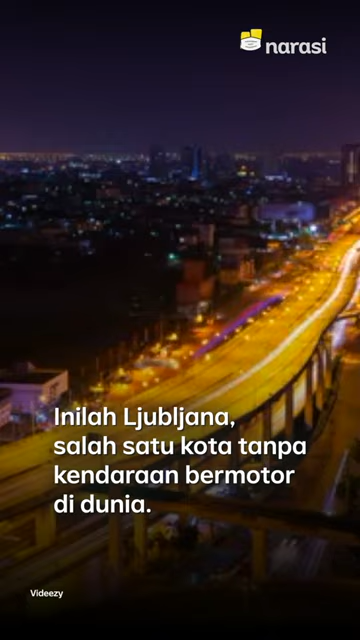 narasi
Inilah Ljubljana,
salah satu kota tanpa
kendaraan bermotor
di dunia.
Videezy